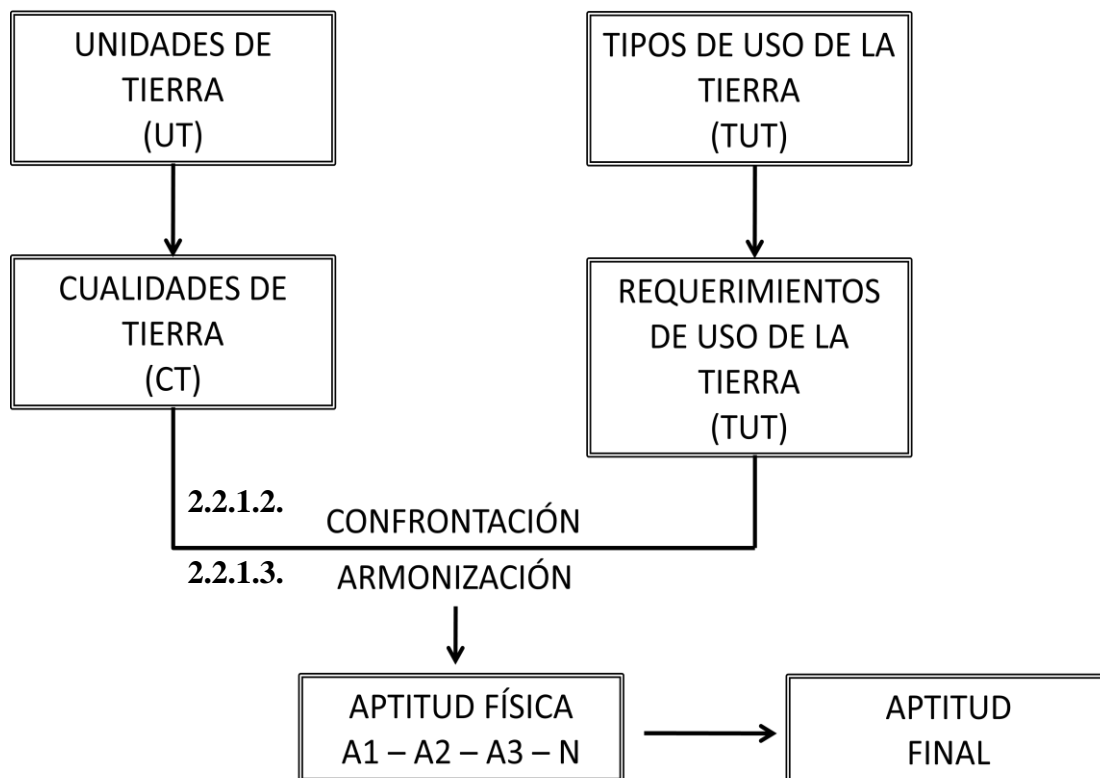 UNIDADES DE
TIERRA
(UT)
TIPOS DE USO DE LA
TIERRA
(TUT)
CUALIDADES DE
TIERRA
(CT)
REQUERIMIENTOS
DE USO DE LA
TIERRA
(TUT)
2.2.1.2. CONFRONTACIÓN
2.2.1.3. ARMONIZACIÓN
APTITUD FÍSICA
A1 – A2 – A3 – N
APTITUD
FINAL